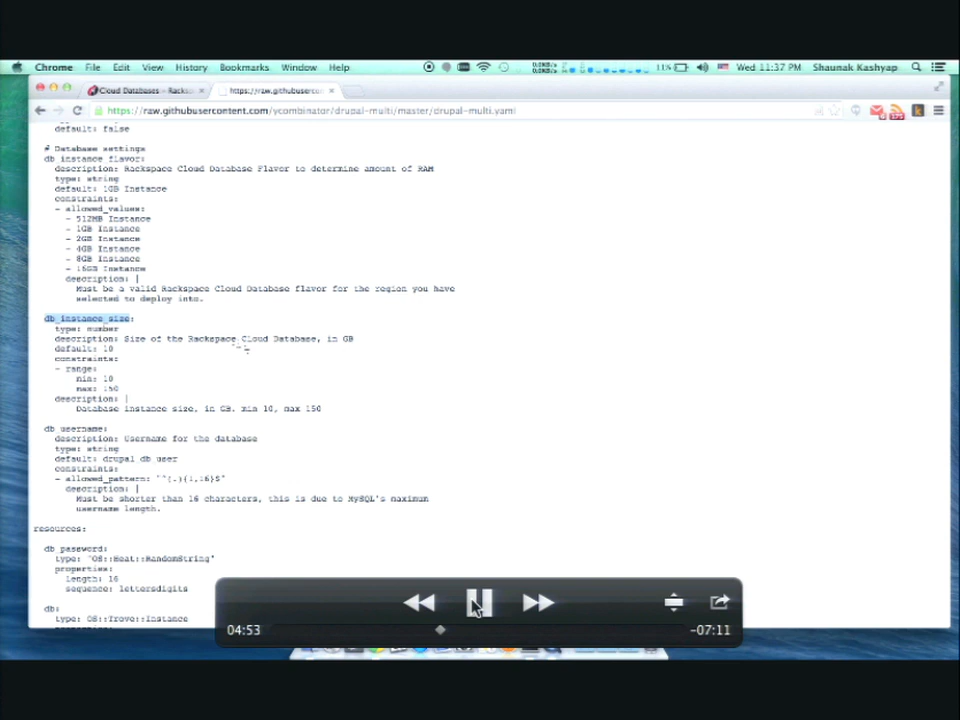 Chrome File Edit View History Bookmarks Window Help 11% Wed 11:37 PM Shaunak Kashyap
Cloud Databases - Racks https://raw.githubuserco
https://raw.githubusercontent.com/ycombinator/drupal-multi/master/drupal-multi.yaml
default: false
# Database settings
db_instance_flavor:
description: Rackspace Cloud Database Flavor to determine amount of RAM
type: string
default: 1GB Instance
constraints:
- allowed_values:
- 512MB Instance
- 1GB Instance
- 2GB Instance
- 4GB Instance
- 8GB Instance
- 16GB Instance
description: |
Must be a valid Rackspace Cloud Database flavor for the region you have
selected to deploy into.
db_instance_size:
type: number
description: Size of the Rackspace Cloud Database, in GB
default: 10
constraints:
- range:
min: 10
max: 150
description: |
Database instance size, in GB. min 10, max 150
db_username:
description: Username for the database
type: string
default: drupal_db_user
constraints:
- allowed_pattern: "^(.){1,16}$"
description: |
Must be shorter than 16 characters, this is due to MySQL's maximum
username length.
resources:
db_password:
type: "OS::Heat::RandomString"
properties:
length: 16
sequence: lettersdigits
db:
type: OS::Trove::Instance
04:53 -07:11